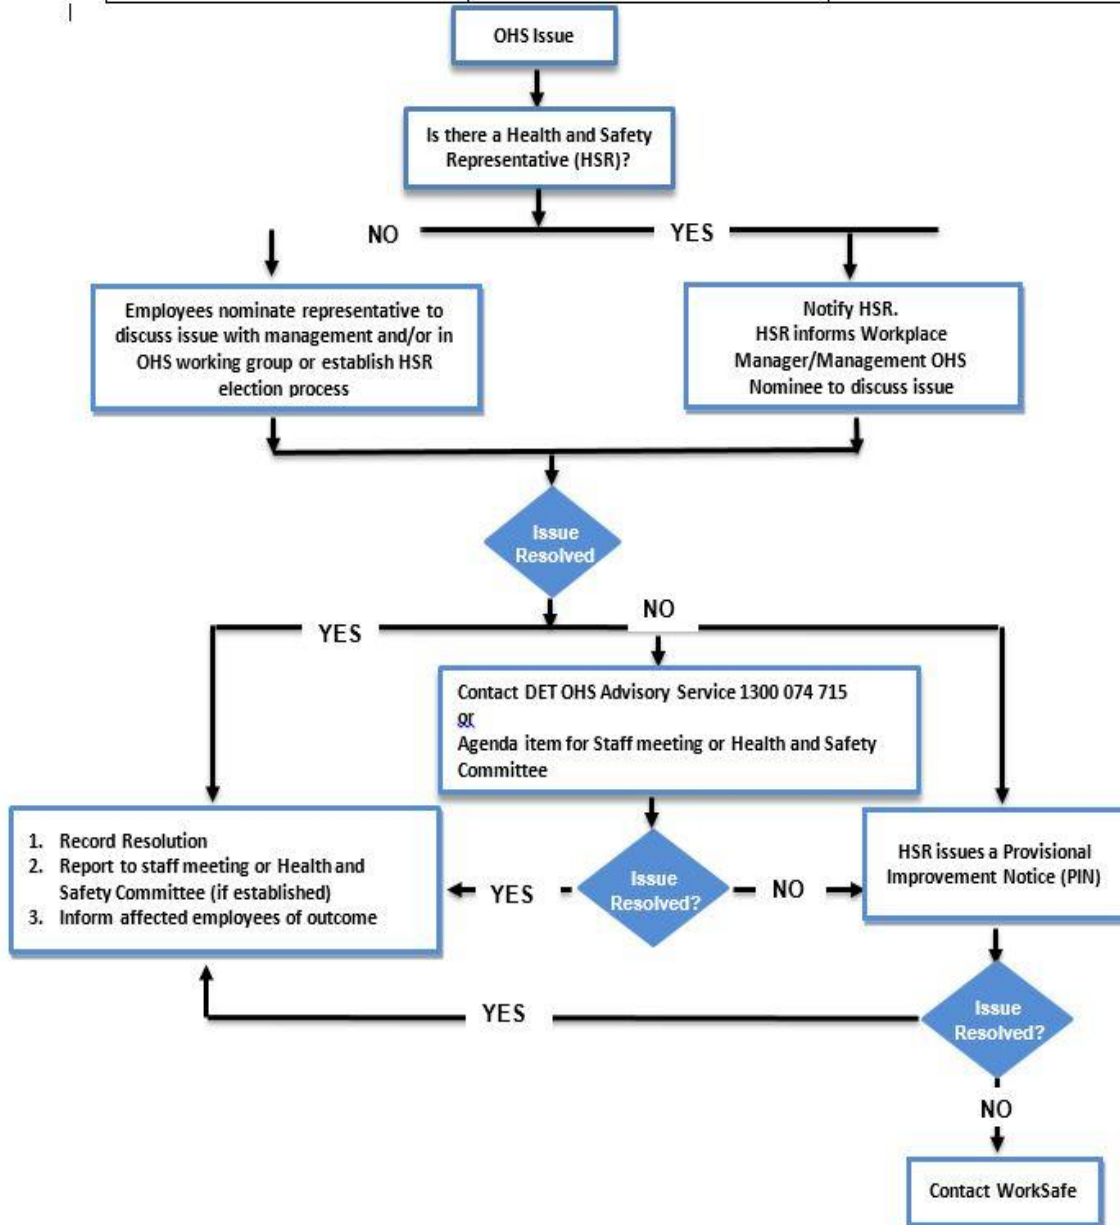 OHS Issue
Is there a Health and Safety
Representative (HSR)?
NO
YES
Employees nominate representative to
discuss issue with management and/or in
OHS working group or establish HSR
election process
Notify HSR.
HSR informs Workplace
Manager/Management OHS
Nominee to discuss issue
Issue
Resolved
YES
NO
Contact DET OHS Advisory Service 1300 074 715
or
Agenda item for Staff meeting or Health and Safety
Committee
1. Record Resolution
2. Report to staff meeting or Health and
Safety Committee (if established)
3. Inform affected employees of outcome
YES
Issue
Resolved?
NO
HSR issues a Provisional
Improvement Notice (PIN)
YES
Issue
Resolved?
NO
Contact WorkSafe